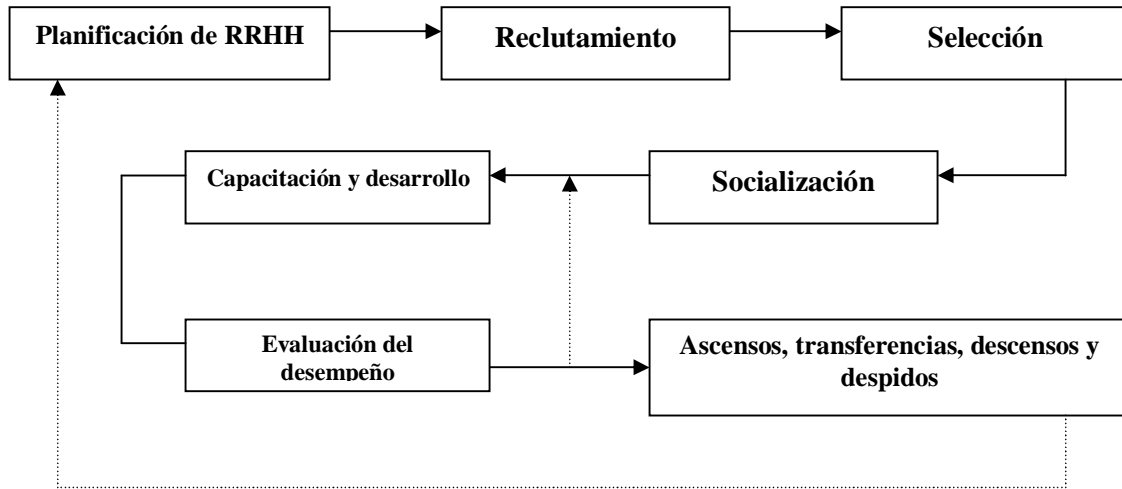 Planificación de RRHH
Reclutamiento
Selección
Capacitación y desarrollo
Socialización
Evaluación del
desempeño
Ascensos, transferencias, descensos y
despidos